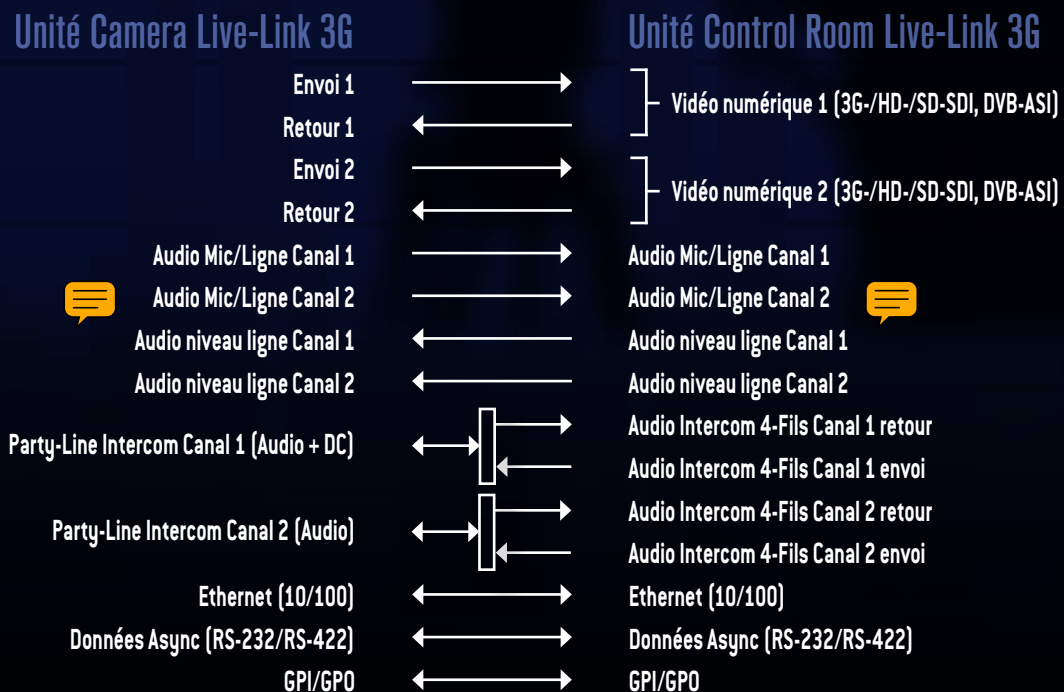 Unité Camera Live-Link 3G
Unité Control Room Live-Link 3G
Envoi 1
Retour 1
Vidéo numérique 1 (3G-/HD-/SD-SDI, DVB-ASI)
Envoi 2
Retour 2
Vidéo numérique 2 (3G-/HD-/SD-SDI, DVB-ASI)
Audio Mic/Ligne Canal 1
Audio Mic/Ligne Canal 1
Audio Mic/Ligne Canal 2
Audio Mic/Ligne Canal 2
Audio niveau ligne Canal 1
Audio niveau ligne Canal 1
Audio niveau ligne Canal 2
Audio niveau ligne Canal 2
Party-Line Intercom Canal 1 (Audio + DC)
Audio Intercom 4-Fils Canal 1 retour
Audio Intercom 4-Fils Canal 1 envoi
Party-Line Intercom Canal 2 (Audio)
Audio Intercom 4-Fils Canal 2 retour
Audio Intercom 4-Fils Canal 2 envoi
Ethernet (10/100)
Ethernet (10/100)
Données Async (RS-232/RS-422)
Données Async (RS-232/RS-422)
GPI/GPO
GPI/GPO